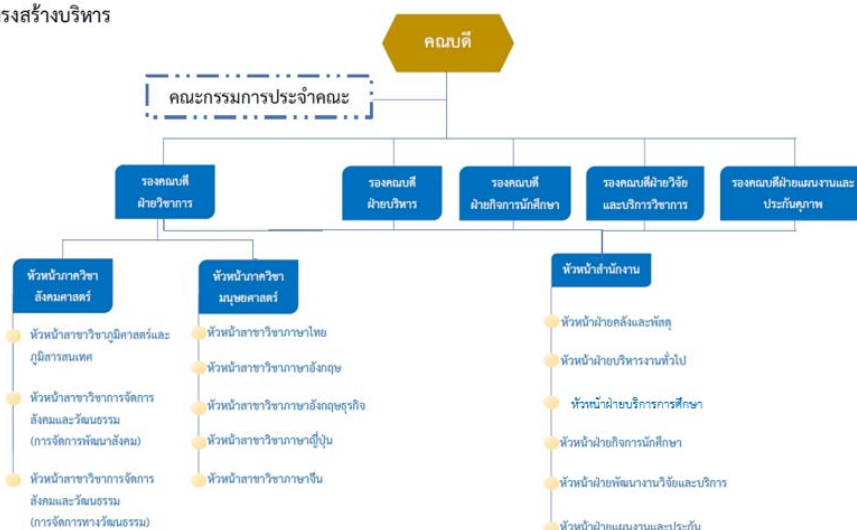 รงสร้างบริหาร
คณบดี
คณะกรรมการประจำคณะ
รองคณบดี
ฝ่ายวิชาการ
รองคณบดี
ฝ่ายบริหาร
รองคณบดี
ฝ่ายกิจการนักศึกษา
รองคณบดีฝ่ายวิจัย
และบริการวิชาการ
รองคณบดีฝ่ายแผนงานและ
ประกันคุภาพ
หัวหน้าภาควิชา
สังคมศาสตร์
หัวหน้าภาควิชา
มนุษยศาสตร์
หัวหน้าสำนักงาน
หัวหน้าสาขาวิชาภูมิศาสตร์และ
ภูมิสารสนเทศ
หัวหน้าสาขาวิชาการจัดการ
สังคมและวัฒนธรรม
(การจัดการพัฒนาสังคม)
หัวหน้าสาขาวิชาการจัดการ
สังคมและวัฒนธรรม
(การจัดการทางวัฒนธรรม)
หัวหน้าสาขาวิชาภาษาไทย
หัวหน้าสาขาวิชาภาษาอังกฤษ
หัวหน้าสาขาวิชาภาษาอังกฤษธุรกิจ
หัวหน้าสาขาวิชาภาษาญี่ปุ่น
หัวหน้าสาขาวิชาภาษาจีน
หัวหน้าฝ่ายคลังและพัสดุ
หัวหน้าฝ่ายบริหารงานทั่วไป
หัวหน้าฝ่ายบริการการศึกษา
หัวหน้าฝ่ายกิจการนักศึกษา
หัวหน้าฝ่ายพัฒนางานวิจัยและบริการ
หัวหน้าฝ่ายแผนงานและประกัน